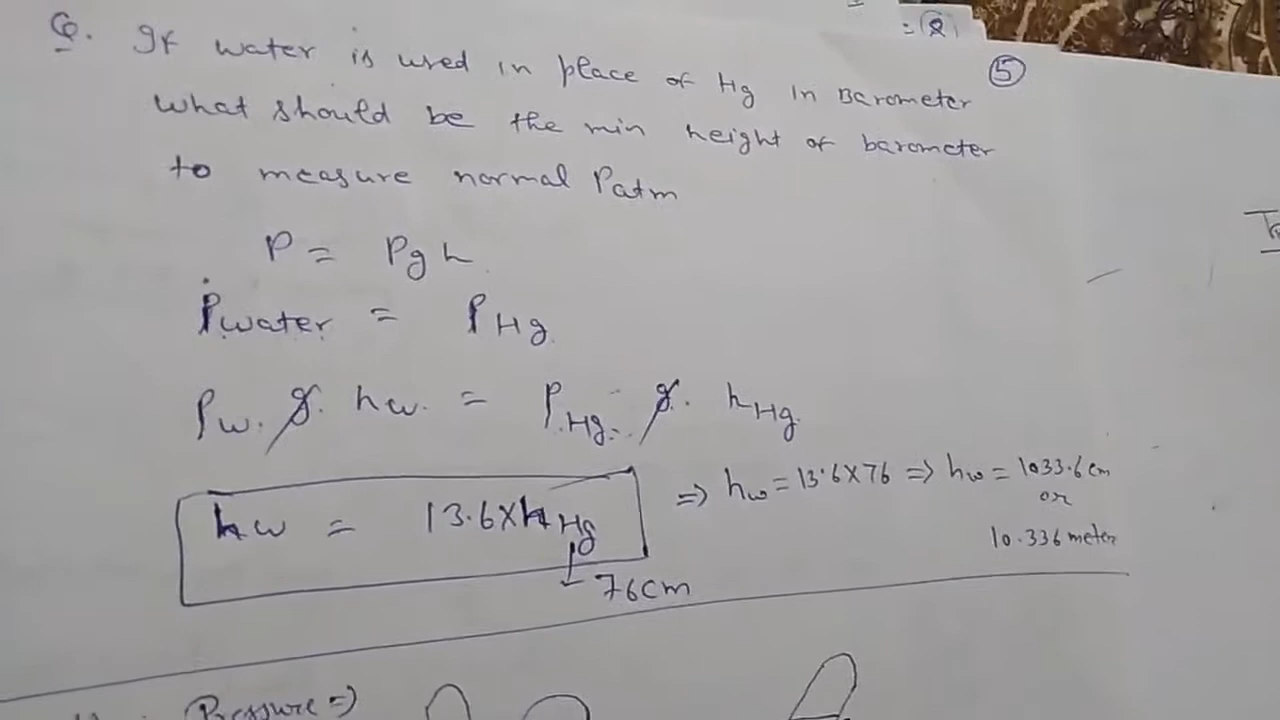 = 8
5
Q. If water is used in place of Hg in Barometer
what should be the min height of barometer
to measure normal Patm
P = ρgh
Pwater = PHg
ρw. g. hw. = ρHg. g. hHg
hw = 13.6×hHg ⇒ hw = 13.6×76 ⇒ hw = 1033.6 cm
or
10.336 meter
76cm
Pressure ⇒